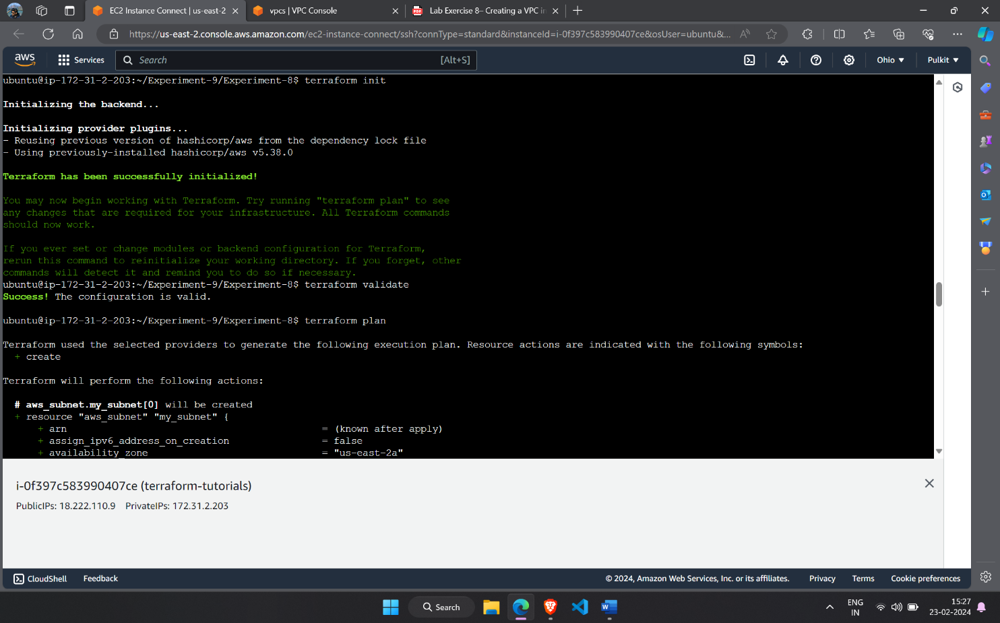 EC2 Instance Connect | us-east-2
vpcs | VPC Console
PDF
Lab Exercise 8– Creating a VPC in
https://us-east-2.console.aws.amazon.com/ec2-instance-connect/ssh?connType=standard&instanceId=i-0f397c583990407ce&osUser=ubuntu&...
aws
Services
Search
[Alt+S]
Ohio
Pulkit
ubuntu@ip-172-31-2-203:~/Experiment-9/Experiment-8$ terraform init
Initializing the backend...
Initializing provider plugins...
- Reusing previous version of hashicorp/aws from the dependency lock file
- Using previously-installed hashicorp/aws v5.38.0
Terraform has been successfully initialized!
You may now begin working with Terraform. Try running "terraform plan" to see
any changes that are required for your infrastructure. All Terraform commands
should now work.
If you ever set or change modules or backend configuration for Terraform,
rerun this command to reinitialize your working directory. If you forget, other
commands will detect it and remind you to do so if necessary.
ubuntu@ip-172-31-2-203:~/Experiment-9/Experiment-8$ terraform validate
Success! The configuration is valid.
ubuntu@ip-172-31-2-203:~/Experiment-9/Experiment-8$ terraform plan
Terraform used the selected providers to generate the following execution plan. Resource actions are indicated with the following symbols:
+ create
Terraform will perform the following actions:
# aws_subnet.my_subnet[0] will be created
+ resource "aws_subnet" "my_subnet" {
+ arn = (known after apply)
+ assign_ipv6_address_on_creation = false
+ availability_zone = "us-east-2a"
i-0f397c583990407ce (terraform-tutorials)
PublicIPs: 18.222.110.9 PrivateIPs: 172.31.2.203
CloudShell
Feedback
© 2024, Amazon Web Services, Inc. or its affiliates.
Privacy
Terms
Cookie preferences
Search
ENG
IN
15:27
23-02-2024